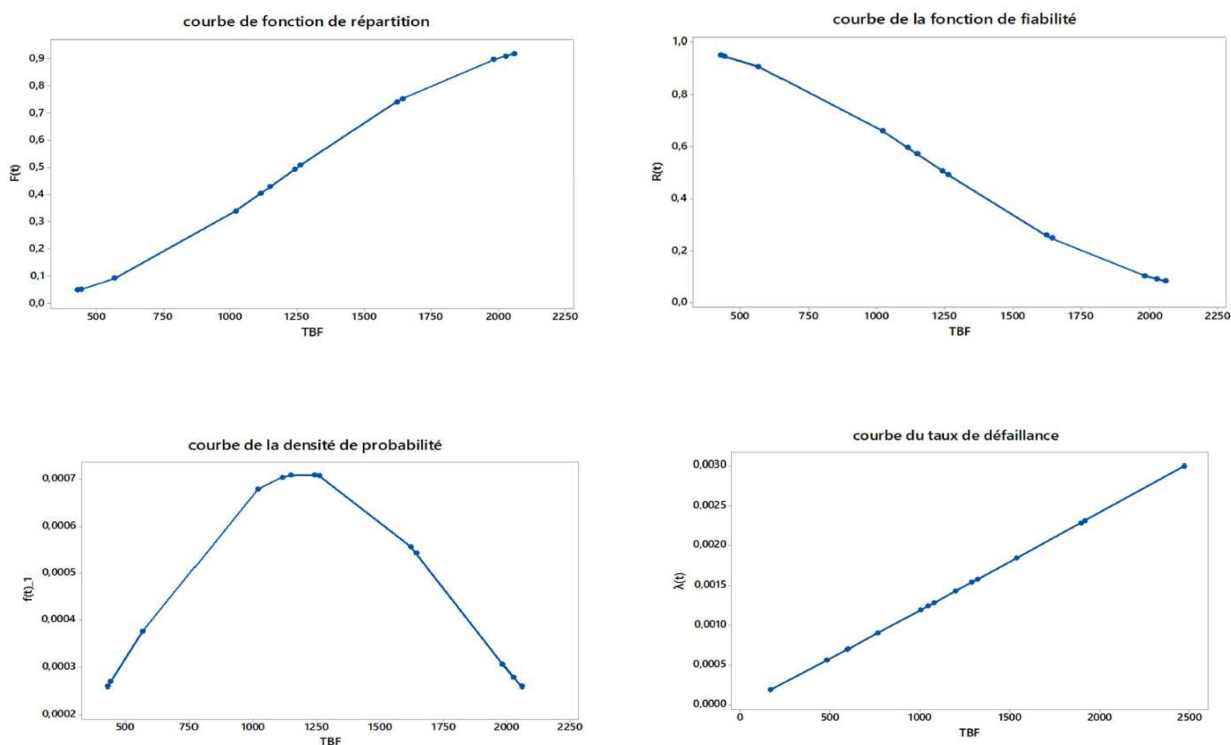 courbe de fonction de répartition
0,9
0,8
0,7
0,6
0,5
0,4
0,3
0,2
0,1
0,0
F(t)
500 750 1000 1250 1500 1750 2000 2250
TBF
courbe de la fonction de fiabilité
1,0
0,8
0,6
0,4
0,2
0,0
R(t)
500 750 1000 1250 1500 1750 2000 2250
TBF
courbe de la densité de probabilité
0,0007
0,0006
0,0005
0,0004
0,0003
0,0002
f(t)_1
500 750 1000 1250 1500 1750 2000 2250
TBF
courbe du taux de défaillance
0,0030
0,0025
0,0020
0,0015
0,0010
0,0005
0,0000
λ(t)
0 500 1000 1500 2000 2500
TBF